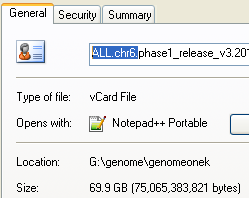 General Security Summary
ALL.chr6.phase1_release_v3.201
Type of file: vCard File
Opens with: Notepad++ Portable
Location: G:\genome\genomeonek
Size: 69.9 GB (75,065,383,821 bytes)